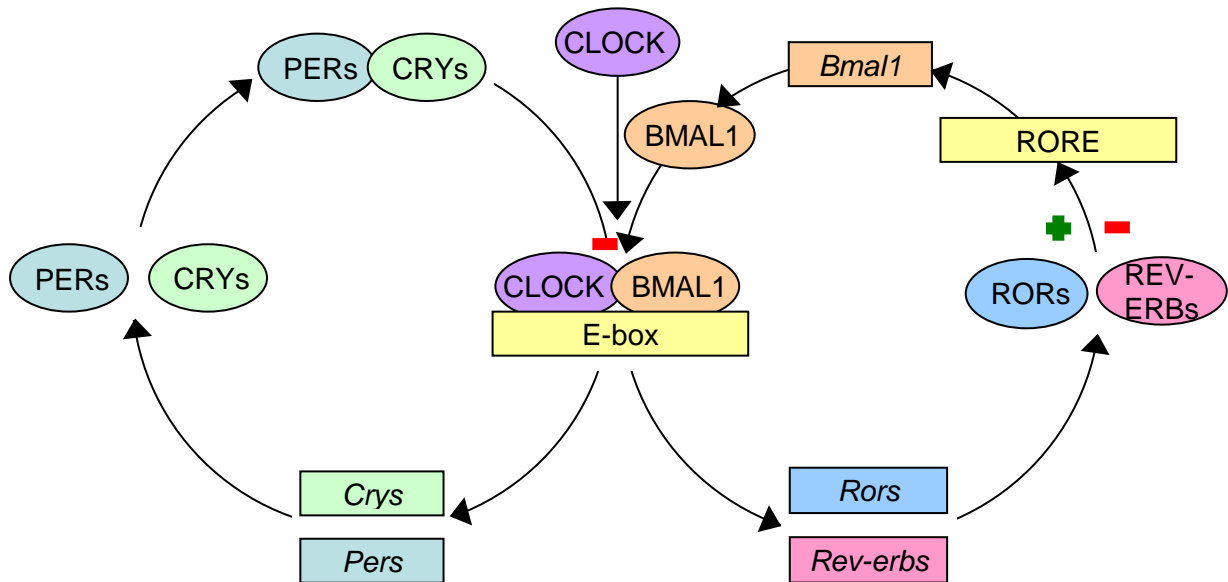 CLOCK
PERs
CRYs
Bmal1
BMAL1
RORE
PERs
CRYs
CLOCK
BMAL1
RORs
REV-
ERBs
E-box
Crys
Rors
Pers
Rev-erbs